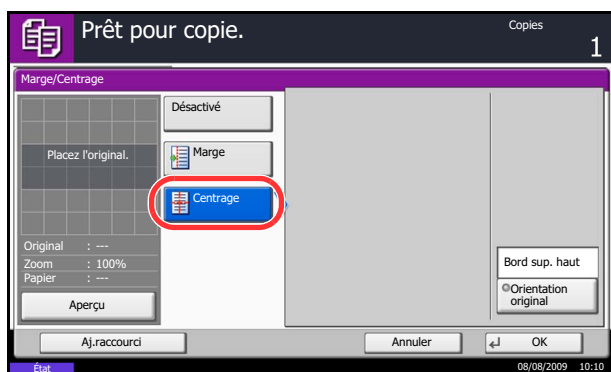 Prêt pour copie.
Copies
1
Marge/Centrage
Désactivé
Placez l'original.
Marge
Centrage
Original : ---
Zoom : 100%
Papier : ---
Bord sup. haut
Orientation
original
Aperçu
Aj.raccourci
Annuler
OK
État
08/08/2009 10:10